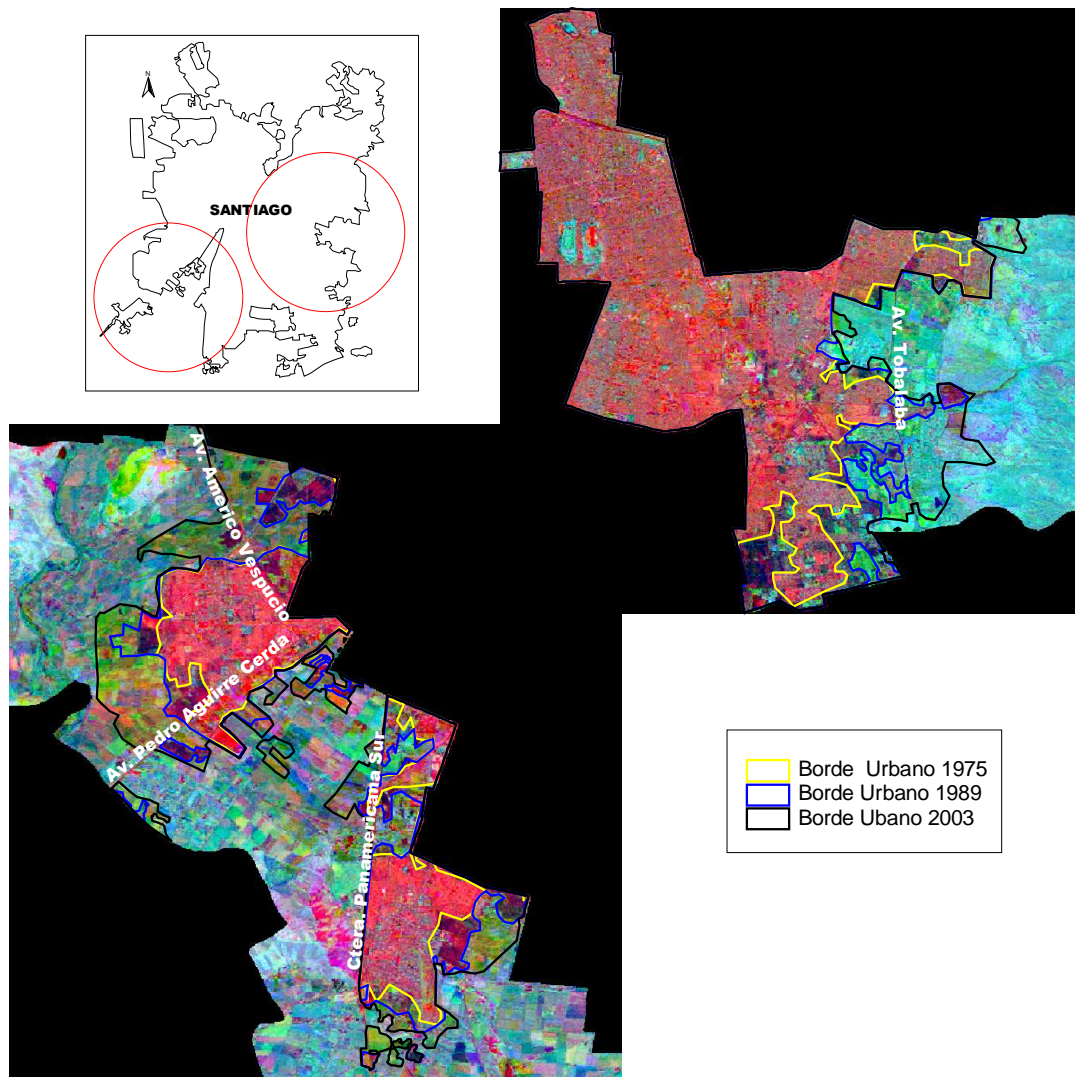 N
SANTIAGO
Av. Tobalaba
Av. Americo Vespucio
Av. Pedro Aguirre Cerda
Ctera. Panamericana Sur
Borde Urbano 1975
Borde Urbano 1989
Borde Ubano 2003